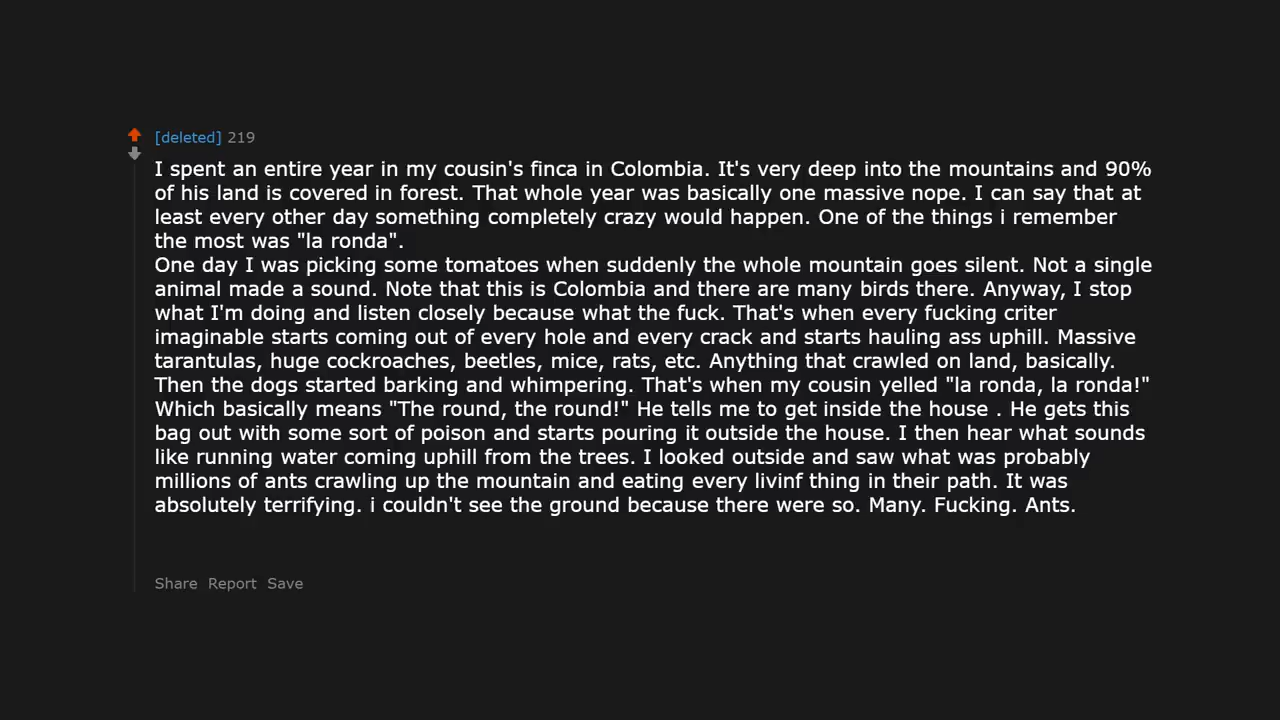 [deleted] 219
I spent an entire year in my cousin's finca in Colombia. It's very deep into the mountains and 90%
of his land is covered in forest. That whole year was basically one massive nope. I can say that at
least every other day something completely crazy would happen. One of the things i remember
the most was "la ronda".
One day I was picking some tomatoes when suddenly the whole mountain goes silent. Not a single
animal made a sound. Note that this is Colombia and there are many birds there. Anyway, I stop
what I'm doing and listen closely because what the fuck. That's when every fucking criter
imaginable starts coming out of every hole and every crack and starts hauling ass uphill. Massive
tarantulas, huge cockroaches, beetles, mice, rats, etc. Anything that crawled on land, basically.
Then the dogs started barking and whimpering. That's when my cousin yelled "la ronda, la ronda!"
Which basically means "The round, the round!" He tells me to get inside the house . He gets this
bag out with some sort of poison and starts pouring it outside the house. I then hear what sounds
like running water coming uphill from the trees. I looked outside and saw what was probably
millions of ants crawling up the mountain and eating every livinf thing in their path. It was
absolutely terrifying. i couldn't see the ground because there were so. Many. Fucking. Ants.
Share Report Save